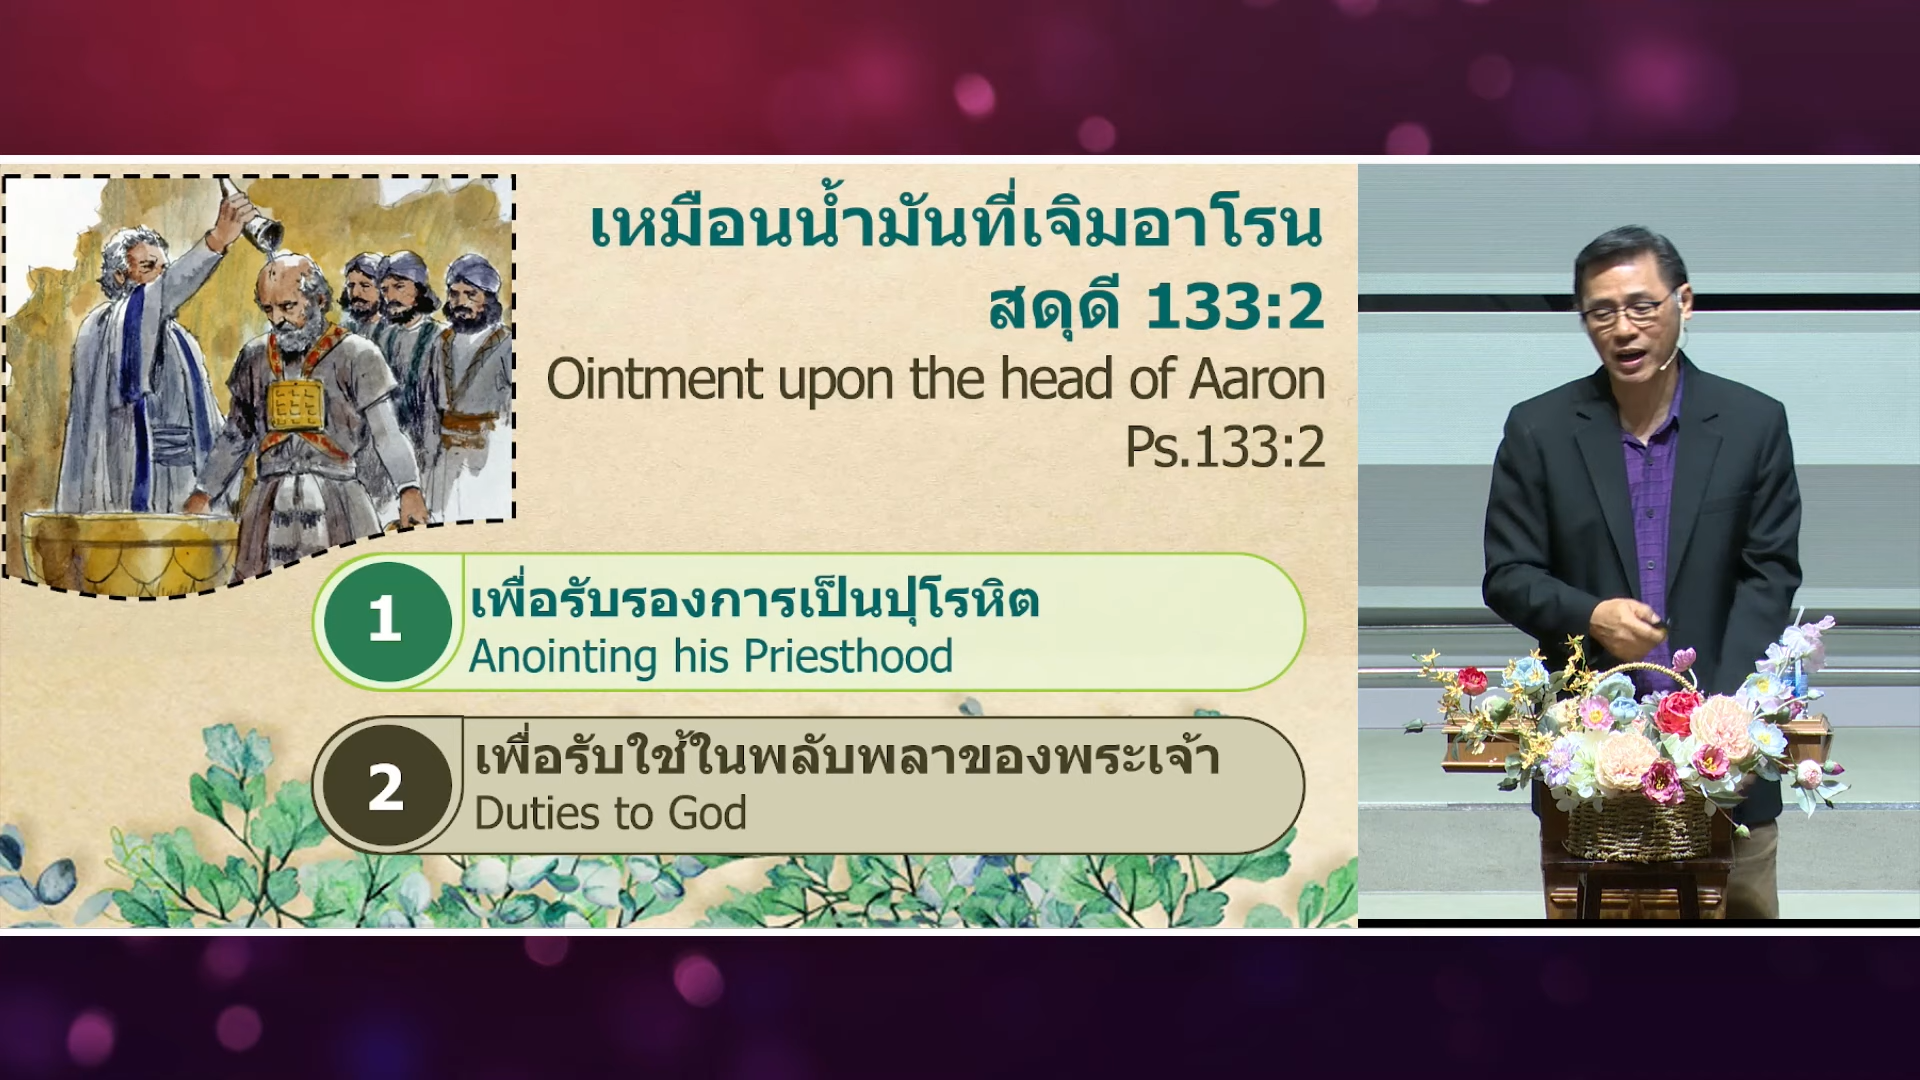 เหมือนน้ำมันที่เจิมอาโรน
สดุดี 133:2
Ointment upon the head of Aaron
Ps.133:2
1
เพื่อรับรองการเป็นปุโรหิต
Anointing his Priesthood
2
เพื่อรับใช้ในพลับพลาของพระเจ้า
Duties to God